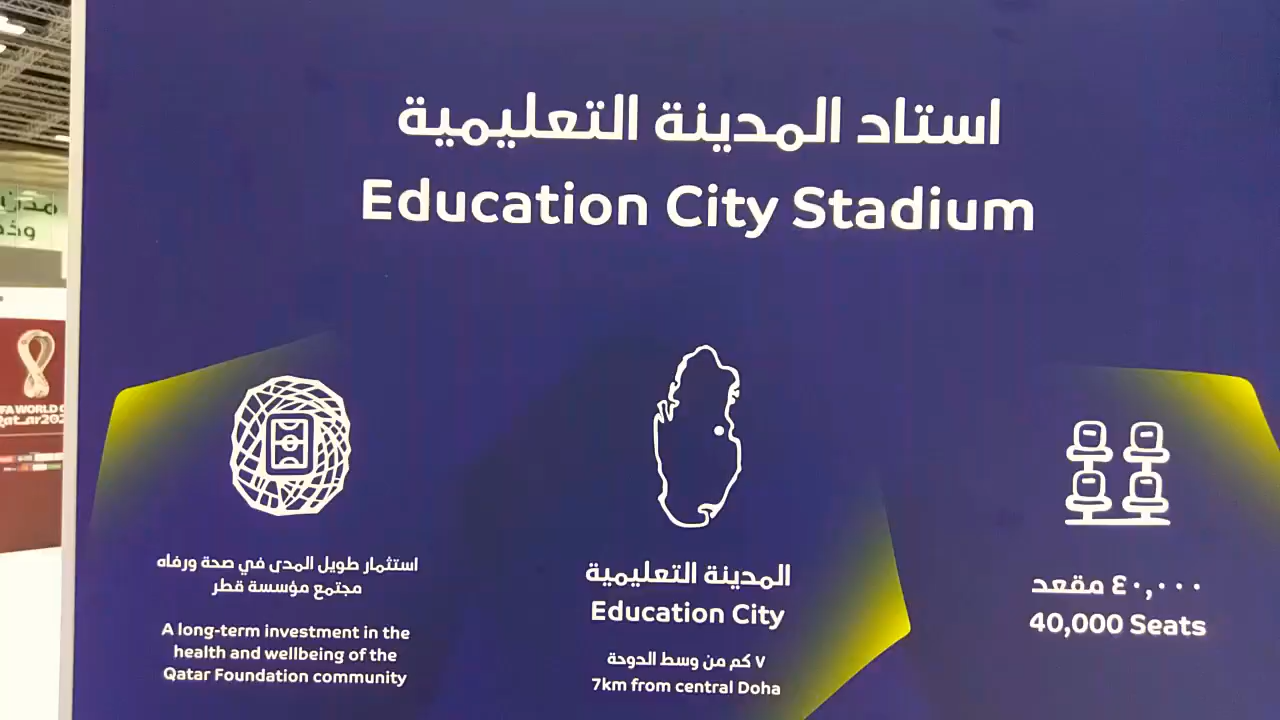 استاد المدينة التعليمية
Education City Stadium
استثمار طويل المدى في صحة ورفاه
مجتمع مؤسسة قطر
A long-term investment in the
health and wellbeing of the
Qatar Foundation community
المدينة التعليمية
Education City
٧ كم من وسط الدوحة
7km from central Doha
٤٠,٠٠٠ مقعد
40,000 Seats
WORLD